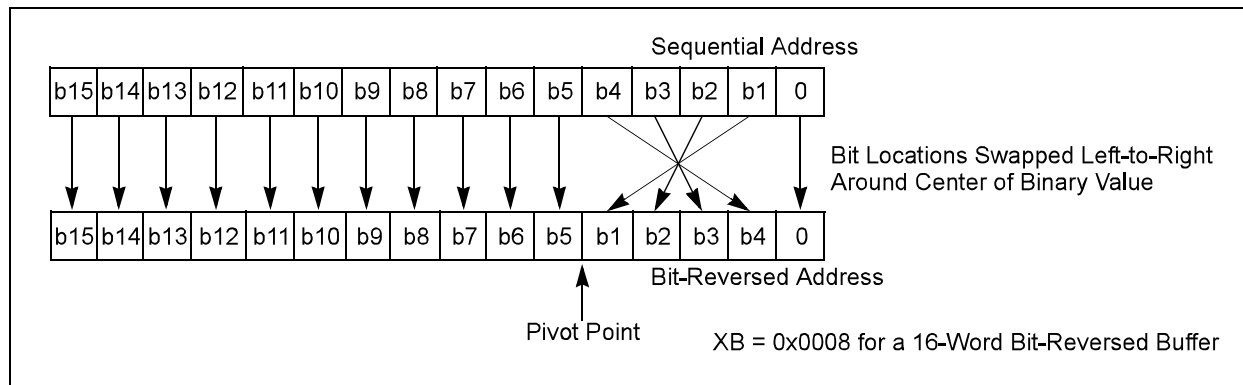 Sequential Address
b15 b14 b13 b12 b11 b10 b9 b8 b7 b6 b5 b4 b3 b2 b1 0
Bit Locations Swapped Left-to-Right
Around Center of Binary Value
b15 b14 b13 b12 b11 b10 b9 b8 b7 b6 b5 b1 b2 b3 b4 0
Bit-Reversed Address
Pivot Point
XB = 0x0008 for a 16-Word Bit-Reversed Buffer